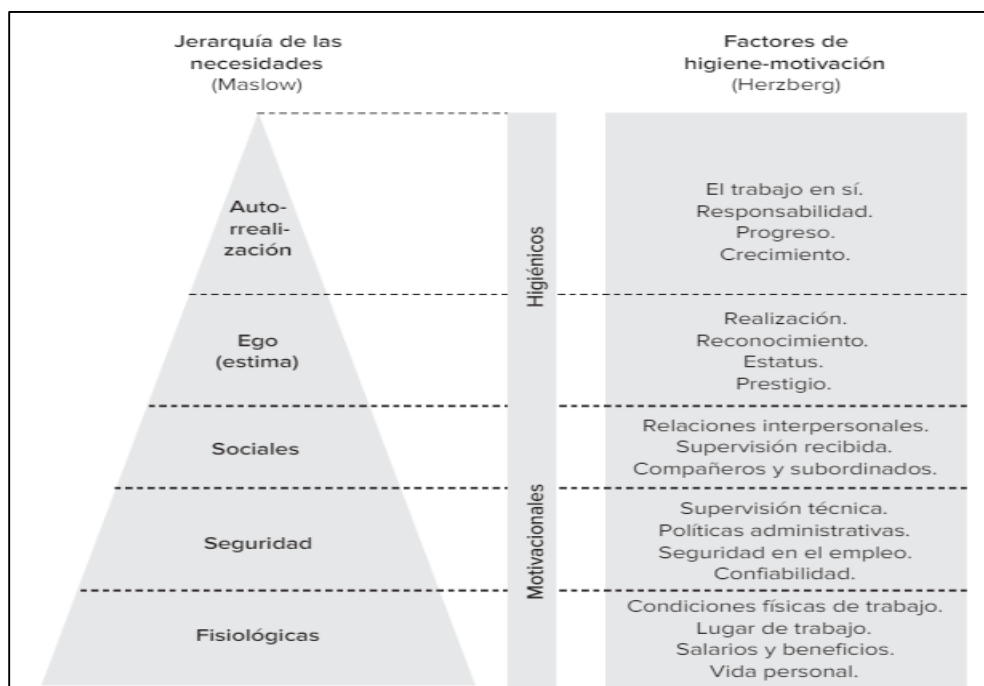 Jerarquía de las
necesidades
(Maslow)
Factores de
higiene-motivación
(Herzberg)
Auto-
rreali-
zación
Ego
(estima)
Sociales
Seguridad
Fisiológicas
Higiénicos
Motivacionales
El trabajo en sí.
Responsabilidad.
Progreso.
Crecimiento.
Realización.
Reconocimiento.
Estatus.
Prestigio.
Relaciones interpersonales.
Supervisión recibida.
Compañeros y subordinados.
Supervisión técnica.
Políticas administrativas.
Seguridad en el empleo.
Confiabilidad.
Condiciones físicas de trabajo.
Lugar de trabajo.
Salarios y beneficios.
Vida personal.